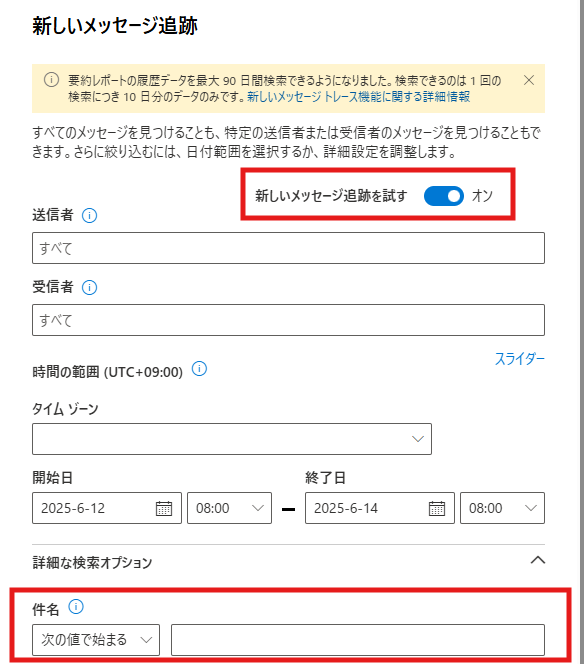 新しいメッセージ追跡
要約レポートの履歴データを最大 90 日間検索できるようになりました。検索できるのは 1 回の
検索につき 10 日分のデータのみです。新しいメッセージ トレース機能に関する詳細情報
すべてのメッセージを見つけることも、特定の送信者または受信者のメッセージを見つけることもで
きます。さらに絞り込むには、日付範囲を選択するか、詳細設定を調整します。
新しいメッセージ追跡を試す オン
送信者
すべて
受信者
すべて
時間の範囲 (UTC+09:00) スライダー
タイム ゾーン
開始日 終了日
2025-6-12 08:00 2025-6-14 08:00
詳細な検索オプション
件名
次の値で始まる